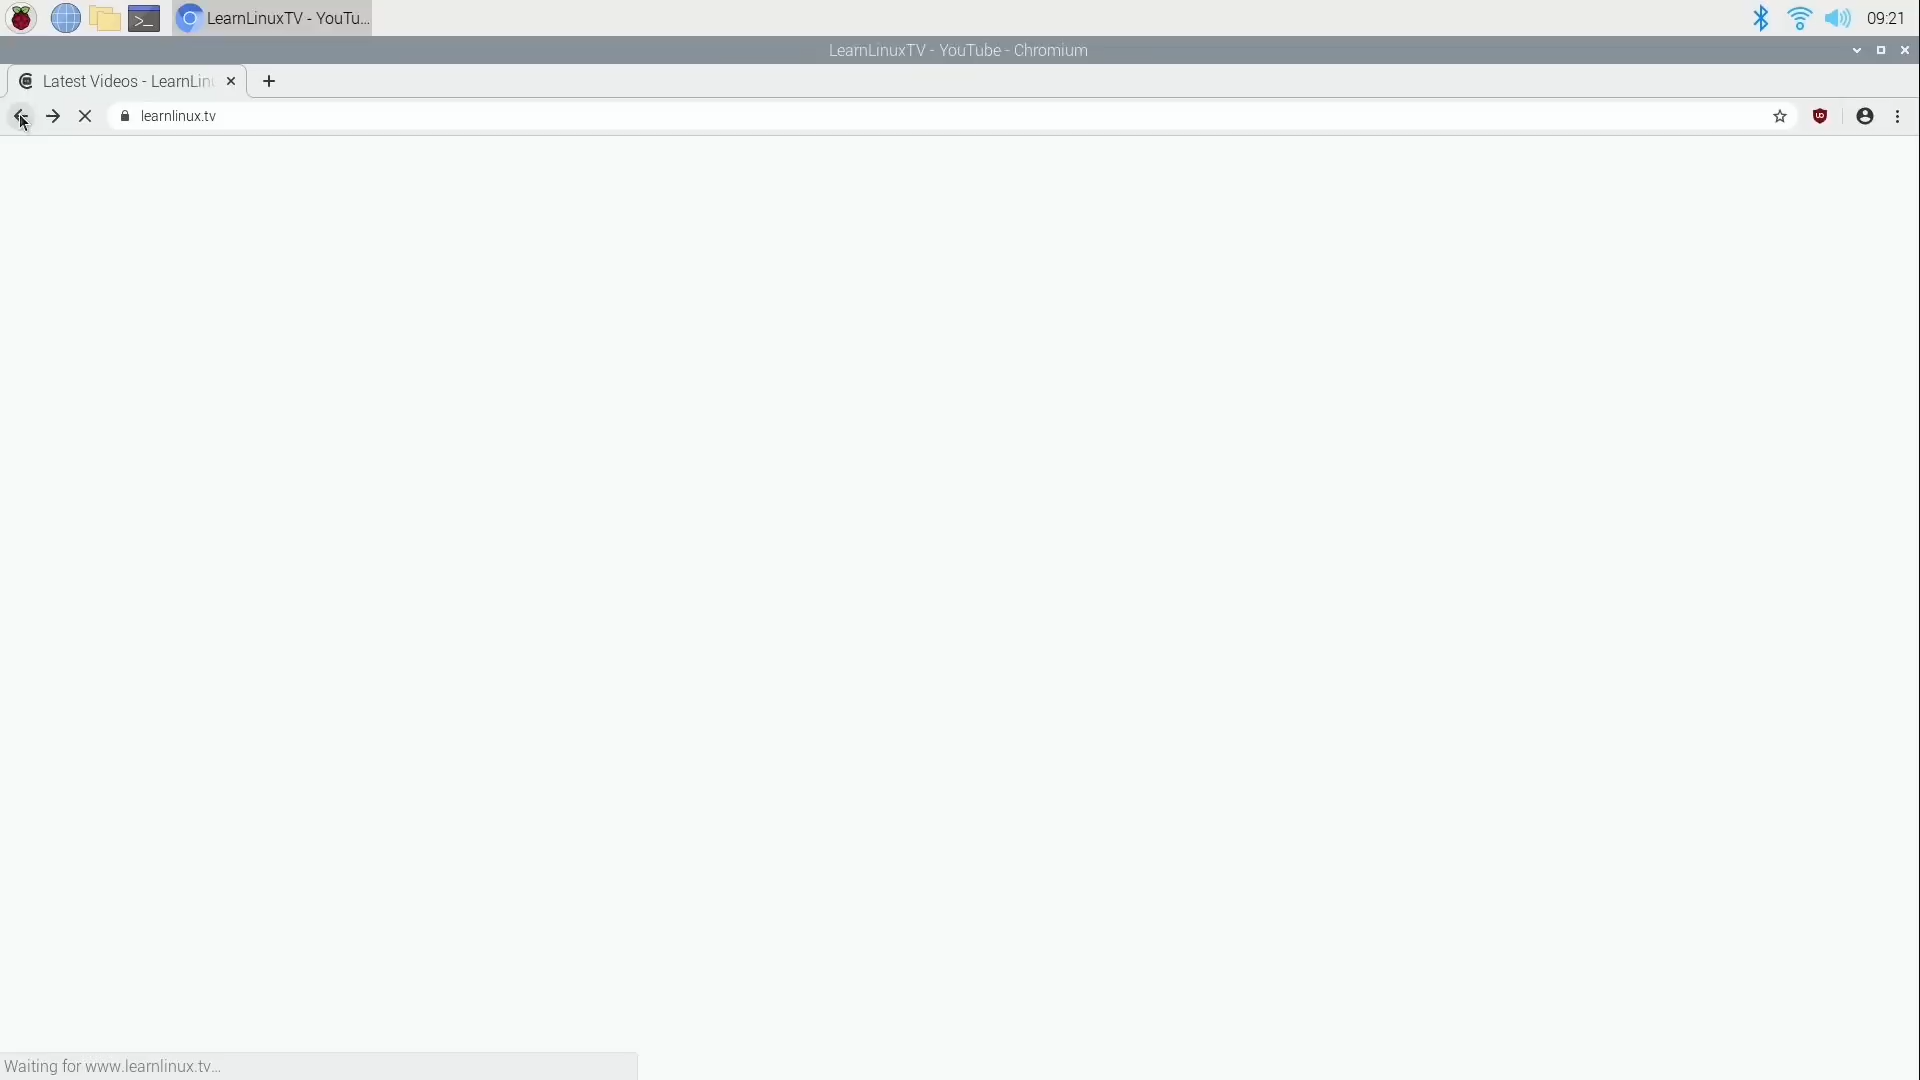 LearnLinuxTV - YouTu...
09:21
LearnLinuxTV - YouTube - Chromium
Latest Videos - LearnLin
learnlinux.tv
Waiting for www.learnlinux.tv...